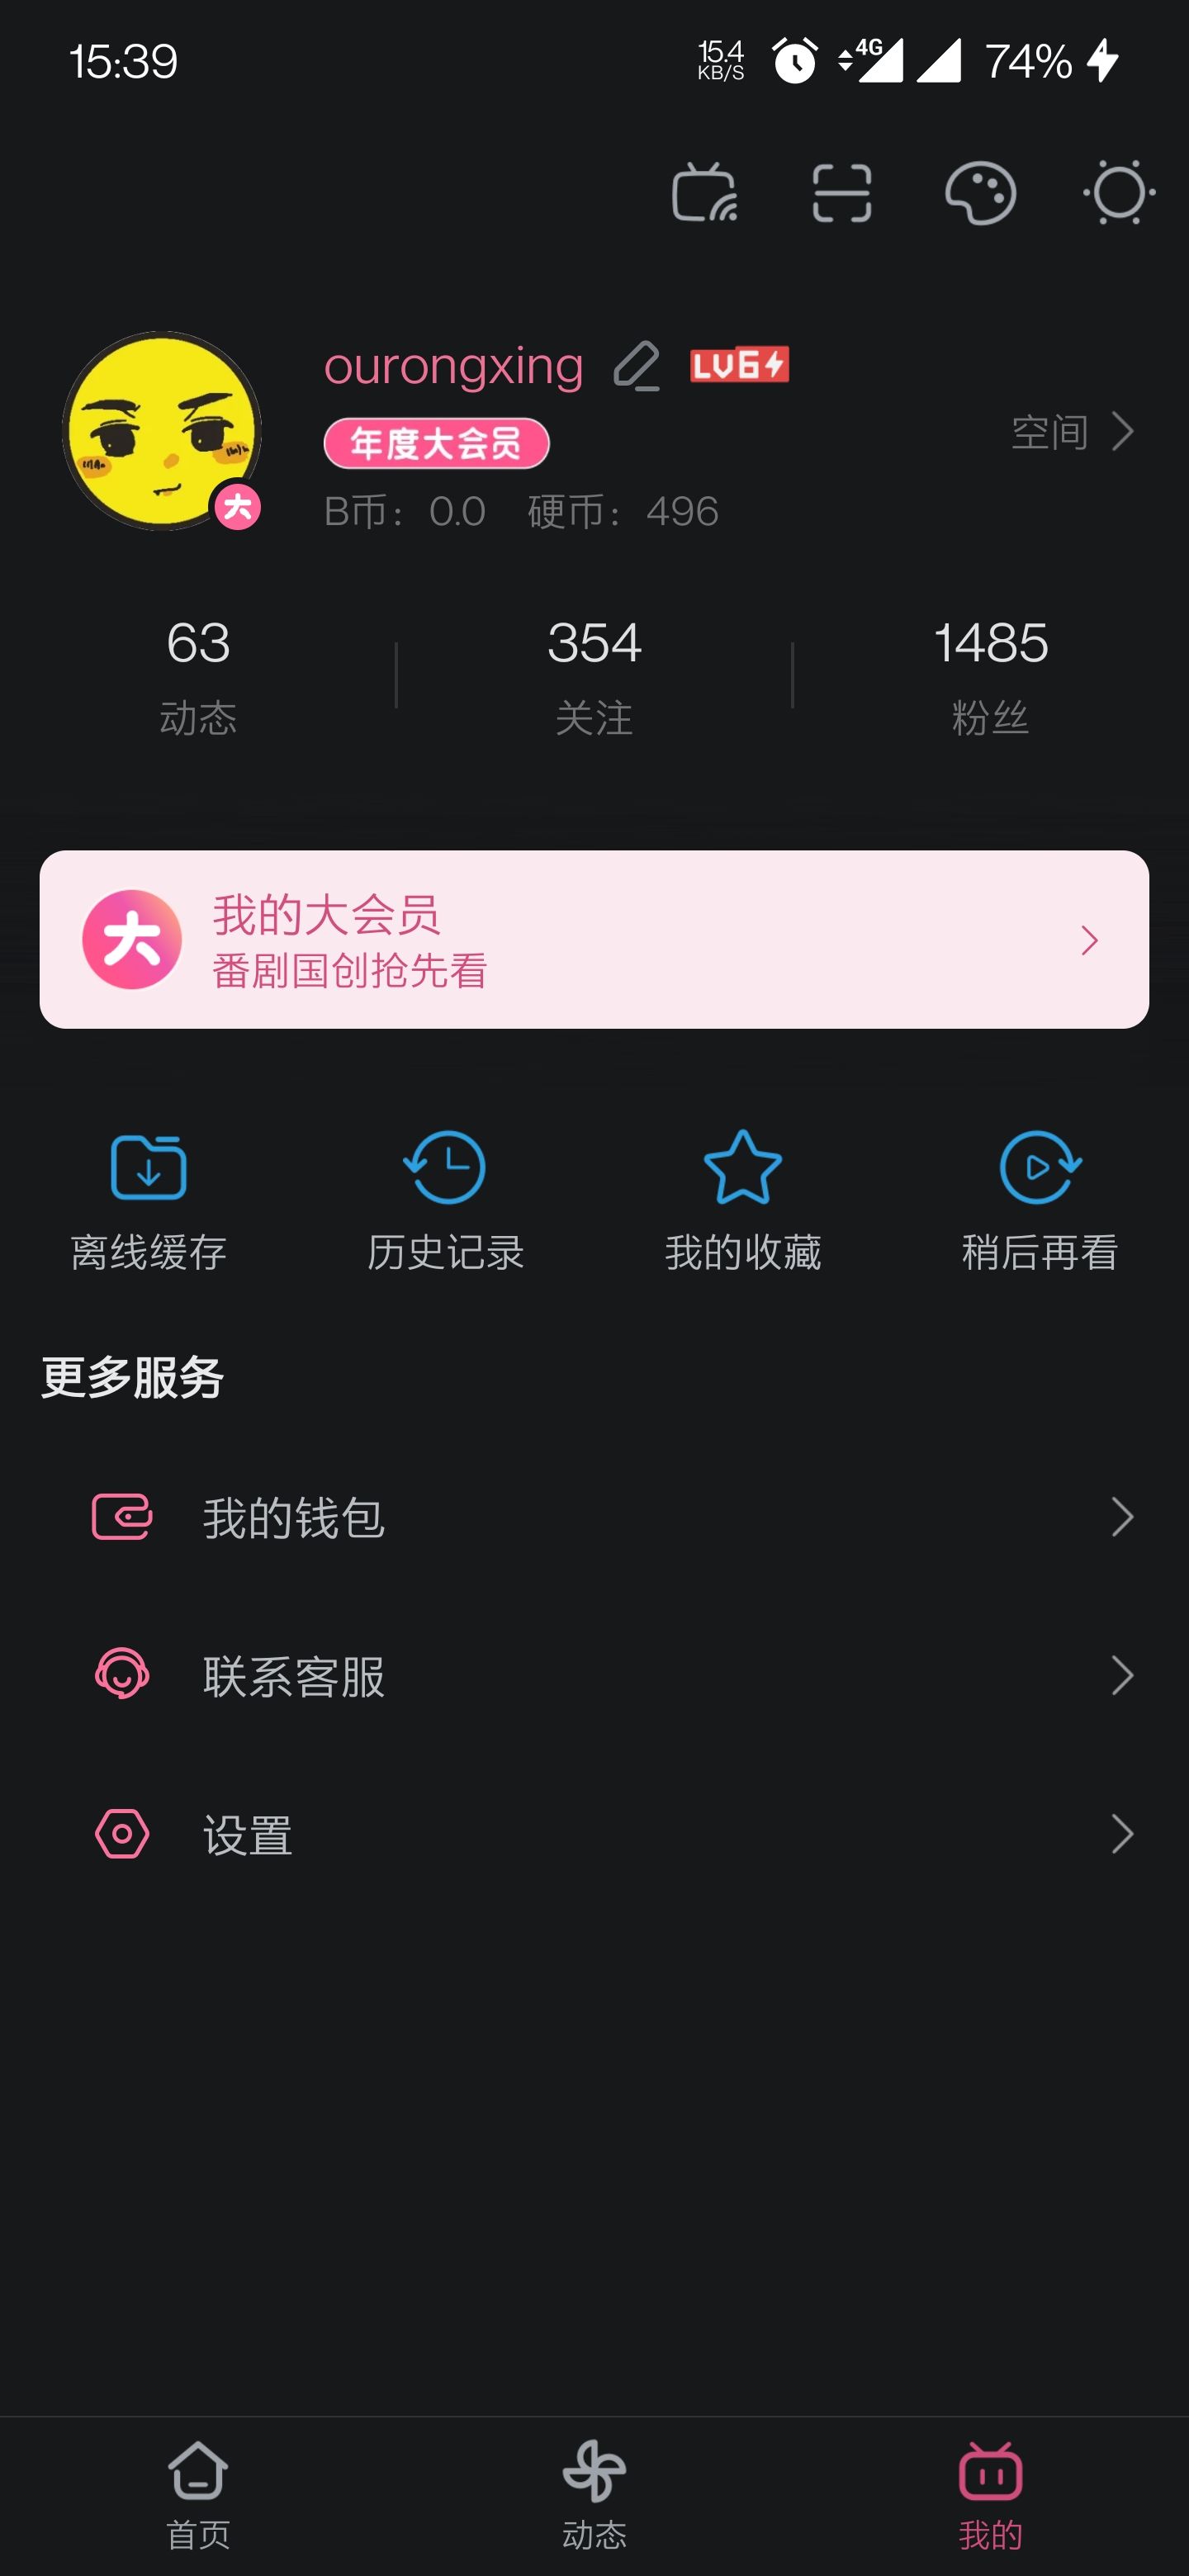 15:39 15.4 KB/S 4G 74%
ourongxing LV6
年度大会员
空间
B币：0.0 硬币：496
63 354 1485
动态 关注 粉丝
大 我的大会员
番剧国创抢先看
离线缓存 历史记录 我的收藏 稍后再看
更多服务
我的钱包
联系客服
设置
首页 动态 我的